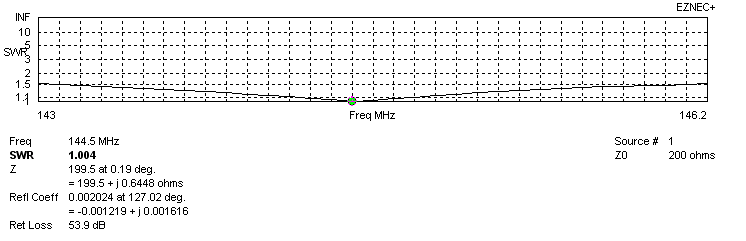 EZNEC+
INF
10
5
SWR
3
2
1.5
1.1
143
Freq MHz
146.2
Freq 144.5 MHz Source # 1
SWR 1.004 Z0 200 ohms
Z 199.5 at 0.19 deg.
= 199.5 + j 0.6448 ohms
Refl Coeff 0.002024 at 127.02 deg.
= -0.001219 + j 0.001616
Ret Loss 53.9 dB